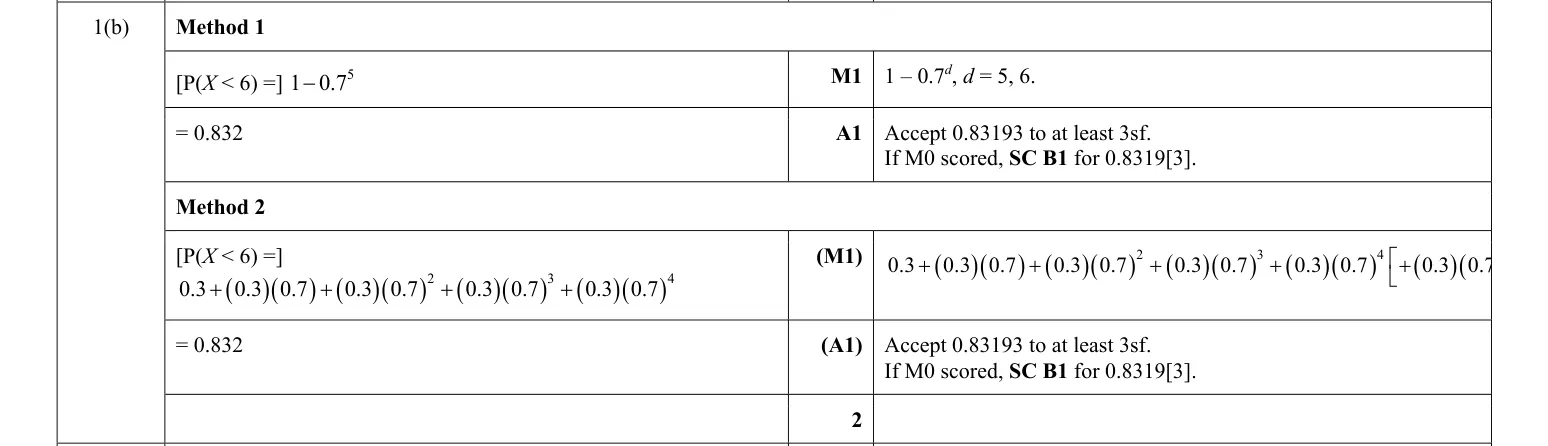 1(b)
Method 1
[P(X < 6) =] 1 – 0.7⁵
M1
1 – 0.7ᵈ, d = 5, 6.
= 0.832
A1
Accept 0.83193 to at least 3sf.
If M0 scored, SC B1 for 0.8319[3].
Method 2
[P(X < 6) =]
0.3 + (0.3)(0.7) + (0.3)(0.7)² + (0.3)(0.7)³ + (0.3)(0.7)⁴
(M1)
0.3 + (0.3)(0.7) + (0.3)(0.7)² + (0.3)(0.7)³ + (0.3)(0.7)⁴ [+ (0.3)(0.7
= 0.832
(A1)
Accept 0.83193 to at least 3sf.
If M0 scored, SC B1 for 0.8319[3].
2